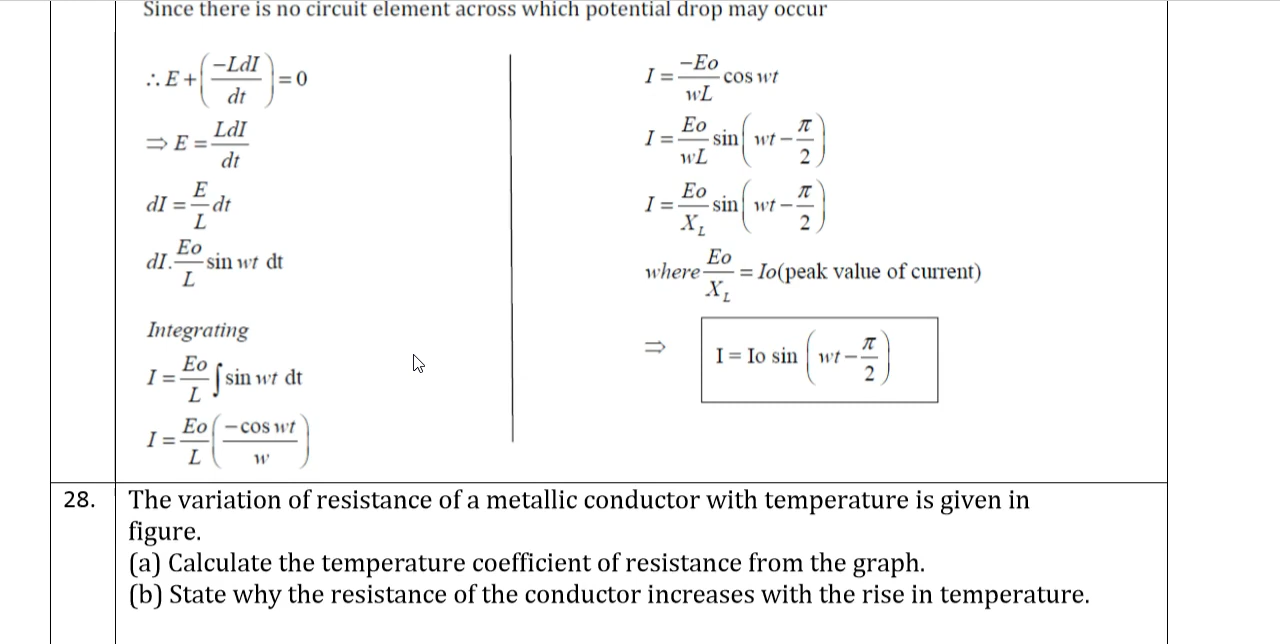 Since there is no circuit element across which potential drop may occur
∴ E + (−LdI/dt) = 0
⇒ E = LdI/dt
dI = E/L dt
dI. Eo/L sin wt dt
Integrating
I = Eo/L ∫ sin wt dt
I = Eo/L (−cos wt/w)
I = −Eo/wL cos wt
I = Eo/wL sin(wt − π/2)
I = Eo/X_L sin(wt − π/2)
where Eo/X_L = Io(peak value of current)
⇒ I = Io sin (wt − π/2)
28. The variation of resistance of a metallic conductor with temperature is given in
figure.
(a) Calculate the temperature coefficient of resistance from the graph.
(b) State why the resistance of the conductor increases with the rise in temperature.